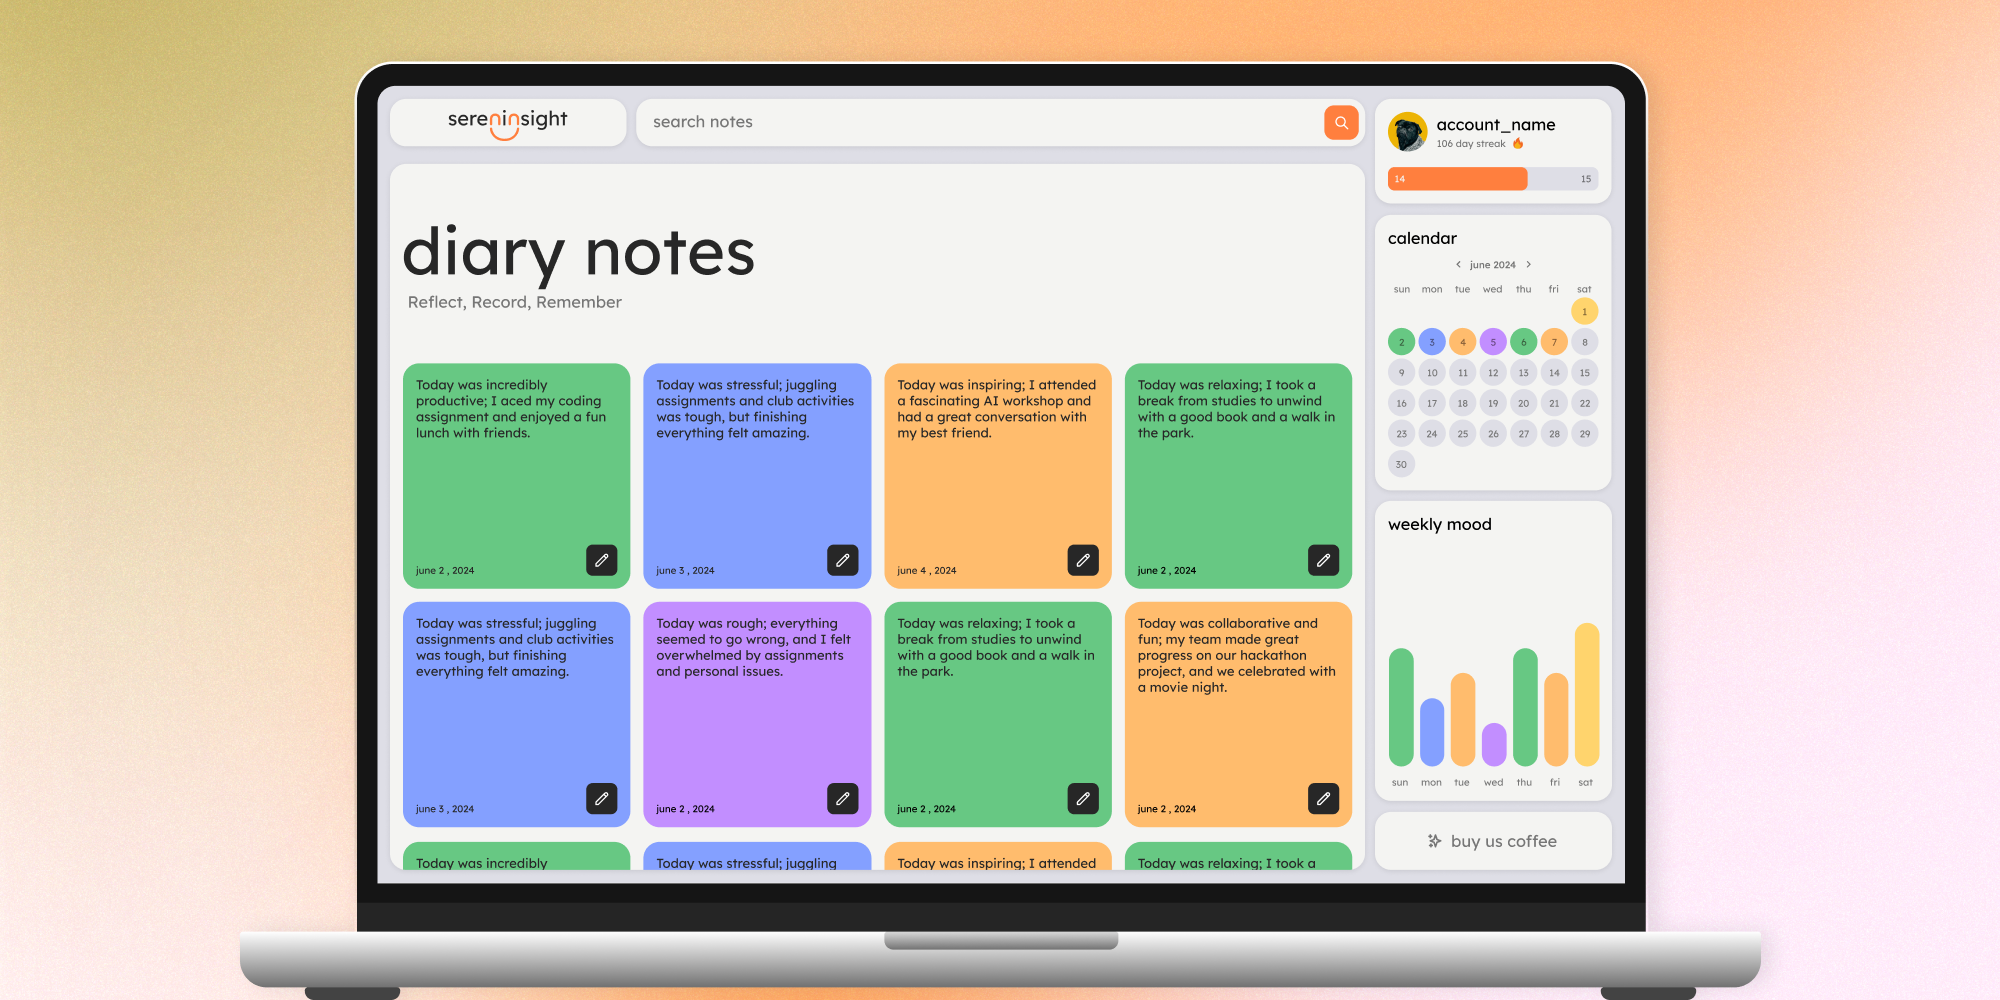 sereninsight
search notes
diary notes
Reflect, Record, Remember
Today was incredibly
productive; I aced my coding
assignment and enjoyed a fun
lunch with friends.
june 2 , 2024
Today was stressful; juggling
assignments and club activities
was tough, but finishing
everything felt amazing.
june 3 , 2024
Today was inspiring; I attended
a fascinating AI workshop and
had a great conversation with
my best friend.
june 4 , 2024
Today was relaxing; I took a
break from studies to unwind
with a good book and a walk in
the park.
june 2 , 2024
Today was stressful; juggling
assignments and club activities
was tough, but finishing
everything felt amazing.
june 3 , 2024
Today was rough; everything
seemed to go wrong, and I felt
overwhelmed by assignments
and personal issues.
june 2 , 2024
Today was relaxing; I took a
break from studies to unwind
with a good book and a walk in
the park.
june 2 , 2024
Today was collaborative and
fun; my team made great
progress on our hackathon
project, and we celebrated with
a movie night.
june 2 , 2024
Today was incredibly
Today was stressful; juggling
Today was inspiring; I attended
Today was relaxing; I took a
account_name
106 day streak 🔥
14 15
calendar
june 2024
sun mon tue wed thu fri sat
1
2 3 4 5 6 7 8
9 10 11 12 13 14 15
16 17 18 19 20 21 22
23 24 25 26 27 28 29
30
weekly mood
sun mon tue wed thu fri sat
buy us coffee